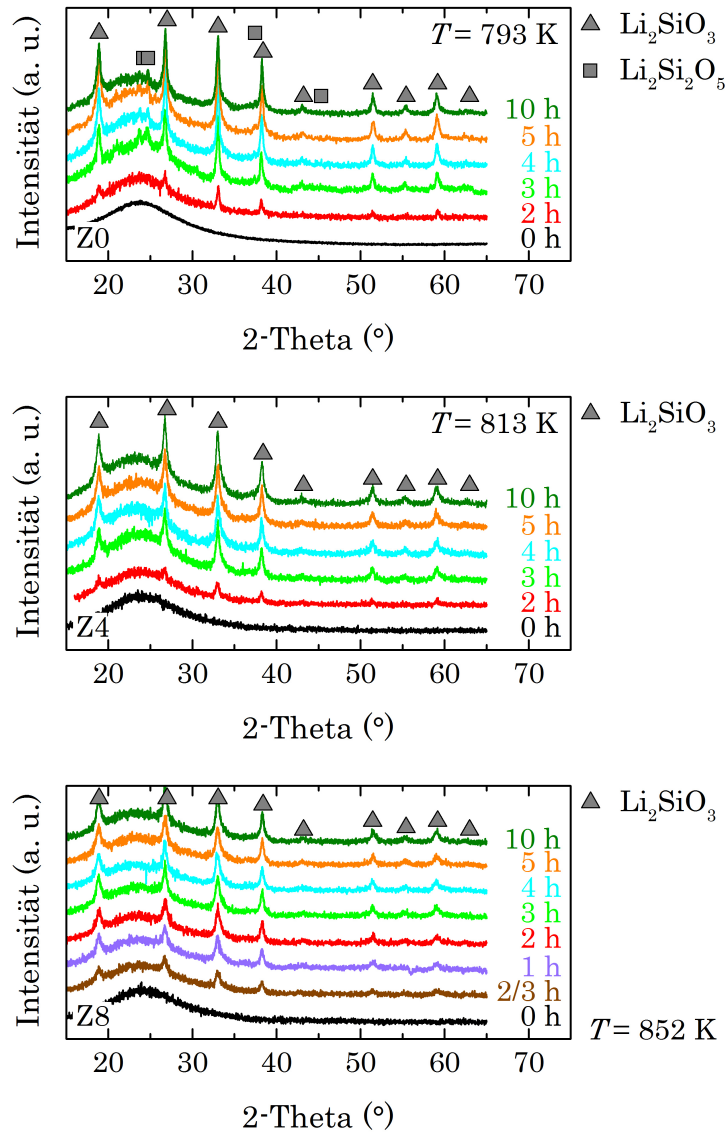 T = 793 K
Li₂SiO₃
Li₂Si₂O₅
10 h
5 h
4 h
3 h
2 h
0 h
Z0
Intensität (a. u.)
20 30 40 50 60 70
2-Theta (°)
T = 813 K
Li₂SiO₃
10 h
5 h
4 h
3 h
2 h
0 h
Z4
Intensität (a. u.)
20 30 40 50 60 70
2-Theta (°)
Li₂SiO₃
10 h
5 h
4 h
3 h
2 h
1 h
2/3 h
0 h
Z8
T = 852 K
Intensität (a. u.)
20 30 40 50 60 70
2-Theta (°)